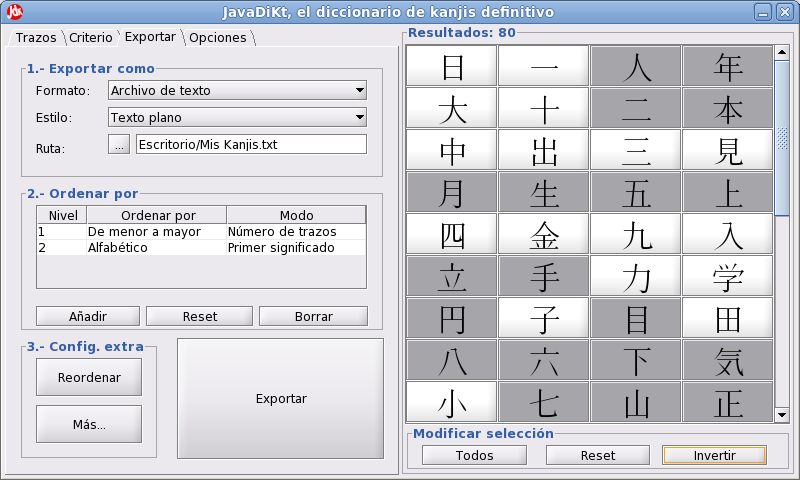 JavaDiKt, el diccionario de kanjis definitivo
Trazos Criterio Exportar Opciones
1.- Exportar como
Formato: Archivo de texto
Estilo: Texto plano
Ruta: ... Escritorio/Mis Kanjis.txt
2.- Ordenar por
Nivel Ordenar por Modo
1 De menor a mayor Número de trazos
2 Alfabético Primer significado
Añadir Reset Borrar
3.- Config. extra
Reordenar
Más...
Exportar
Resultados: 80
日 一 人 年
大 十 二 本
中 出 三 見
月 生 五 上
四 金 九 入
立 手 力 学
円 子 目 田
八 六 下 気
小 七 山 正
Modificar selección
Todos Reset Invertir